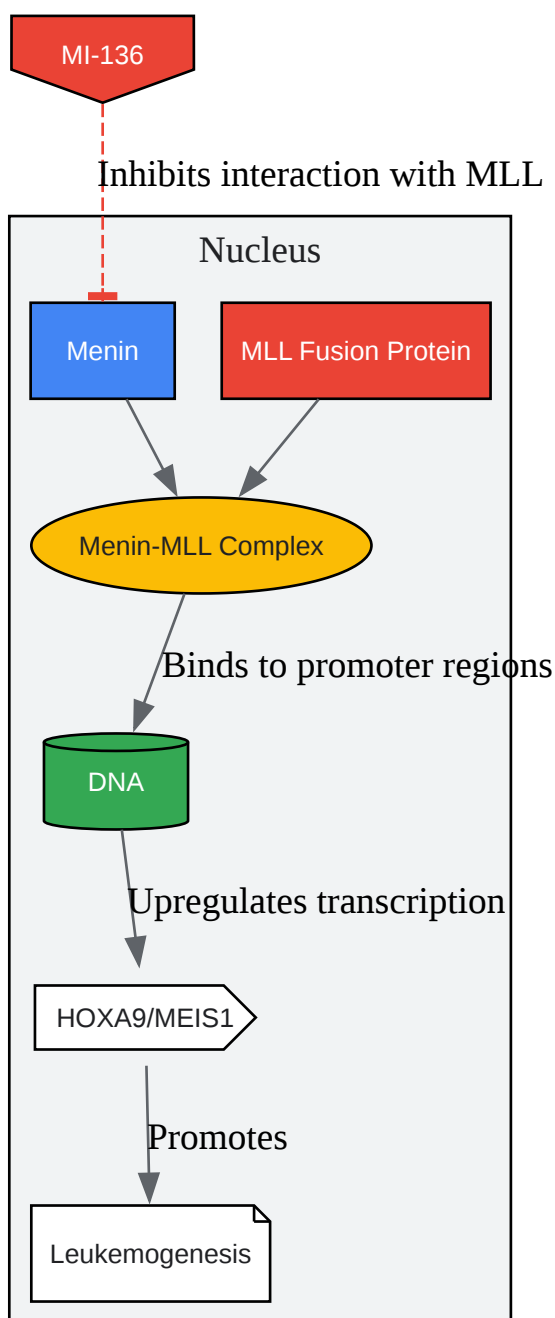 MI-136
Inhibits interaction with MLL
Nucleus
Menin
MLL Fusion Protein
Menin-MLL Complex
Binds to promoter regions
DNA
Upregulates transcription
HOXA9/MEIS1
Promotes
Leukemogenesis